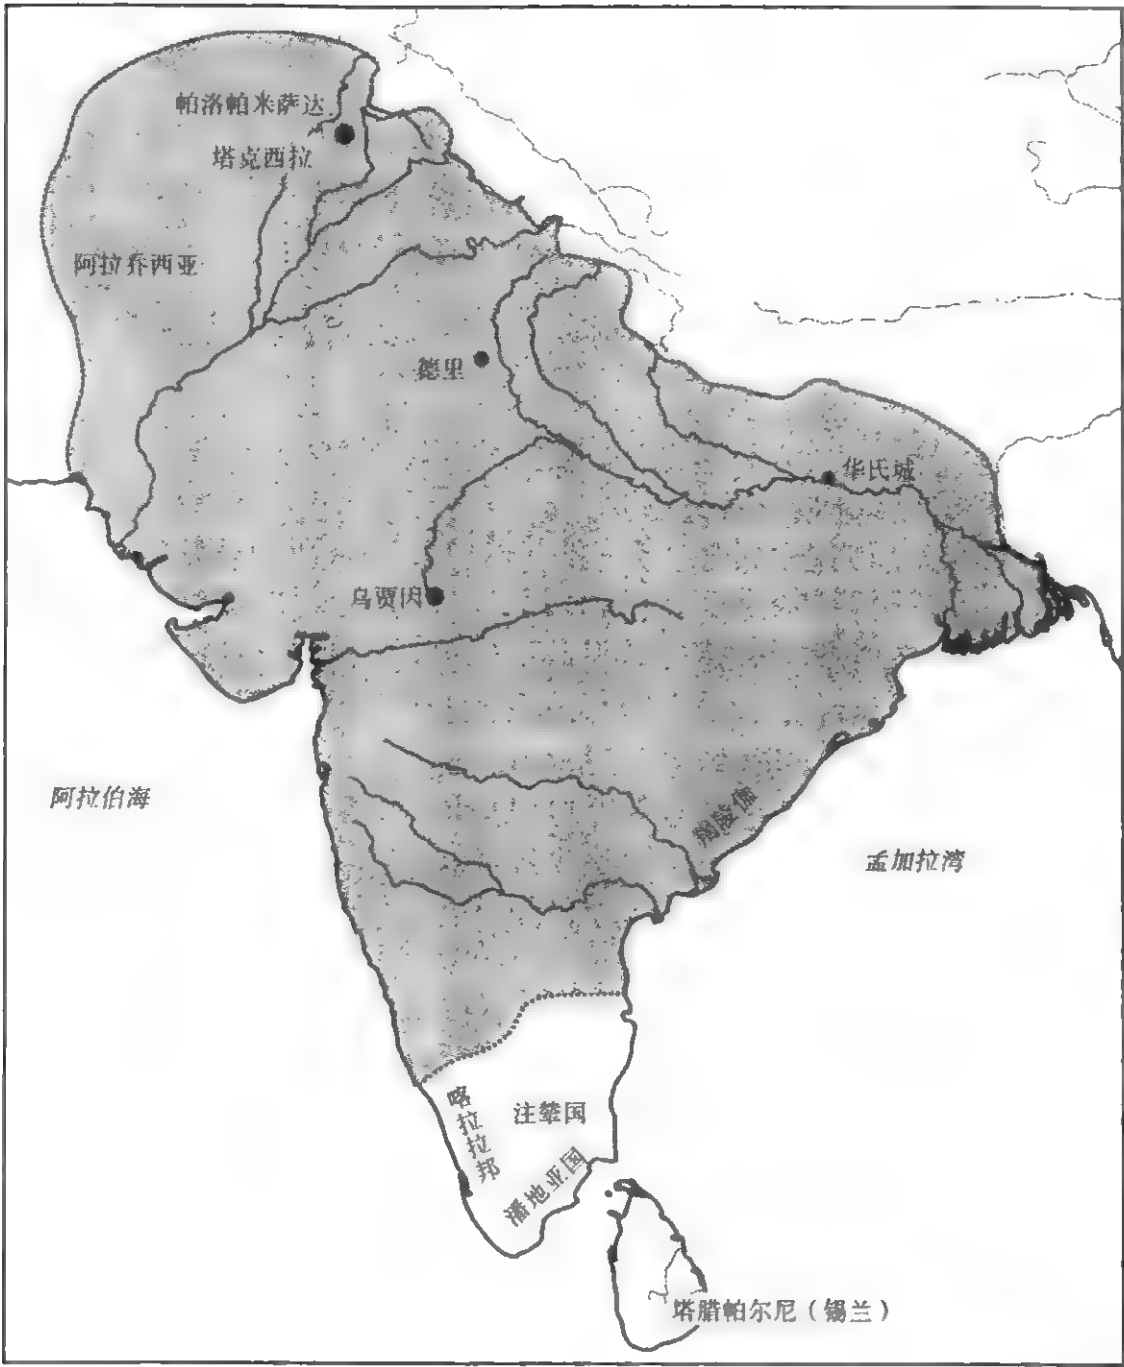 帕洛帕米萨达
塔克西拉
阿拉乔西亚
德里
华氏城
乌贾因
阿拉伯海
羯陵伽
孟加拉湾
喀拉拉邦
注辇国
潘地亚国
塔腊帕尔尼（锡兰）